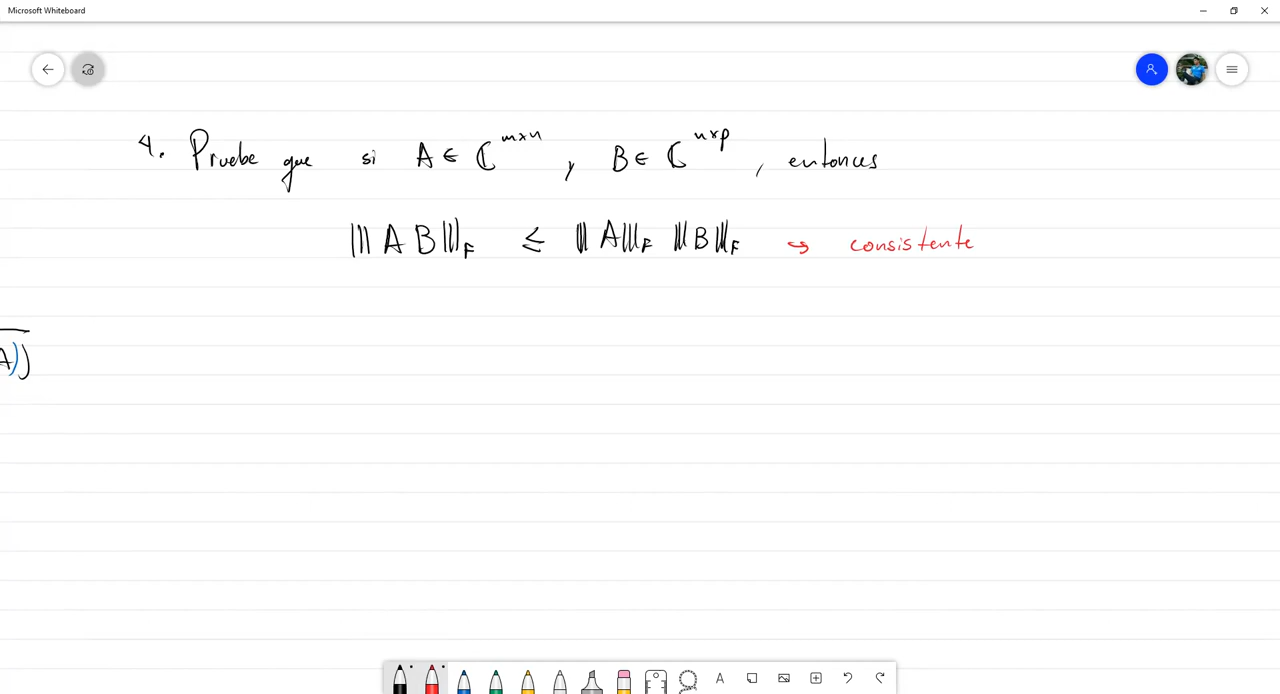 Microsoft Whiteboard
4. Pruebe que si A ∈ ℂ^{m×n}, B ∈ ℂ^{n×p}, entonces
|||AB|||_F ≤ |||A|||_F |||B|||_F ↪ consistente
A))